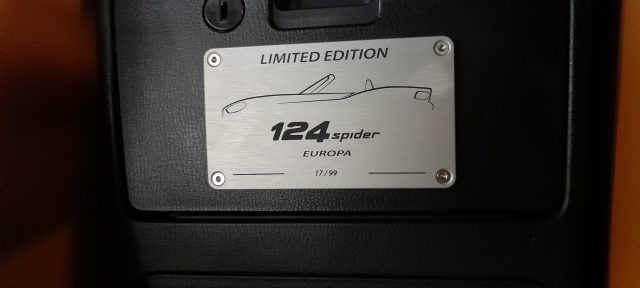 LIMITED EDITION
124 spider
EUROPA
17/99